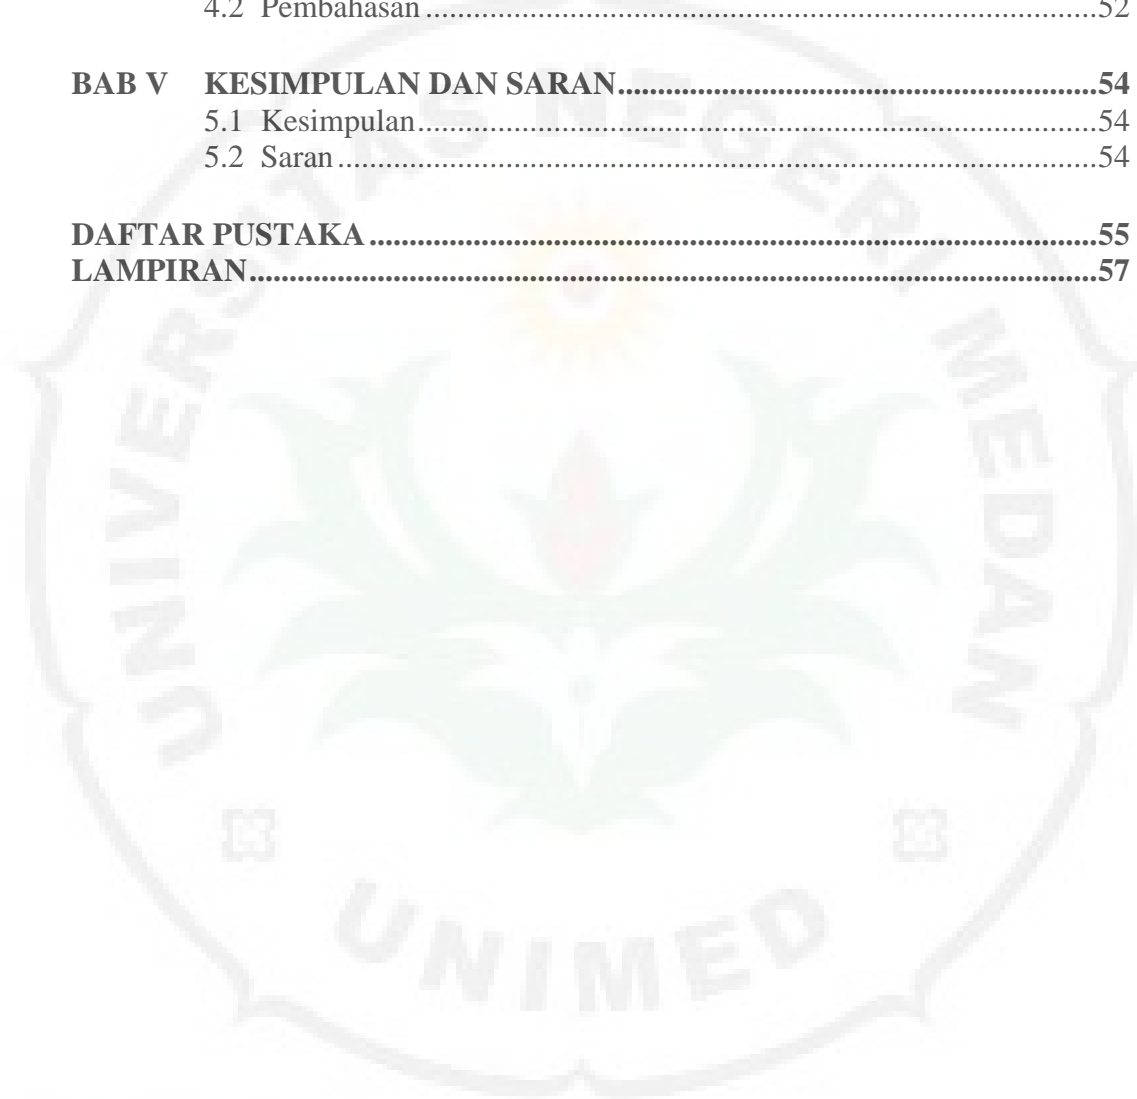 4.2 Pembahasan....................................................................................52
BAB V KESIMPULAN DAN SARAN............................................................54
5.1 Kesimpulan.....................................................................................54
5.2 Saran...............................................................................................54
DAFTAR PUSTAKA...........................................................................................55
LAMPIRAN..........................................................................................................57
UNIVERSITAS NEGERI MEDAN
UNIMED